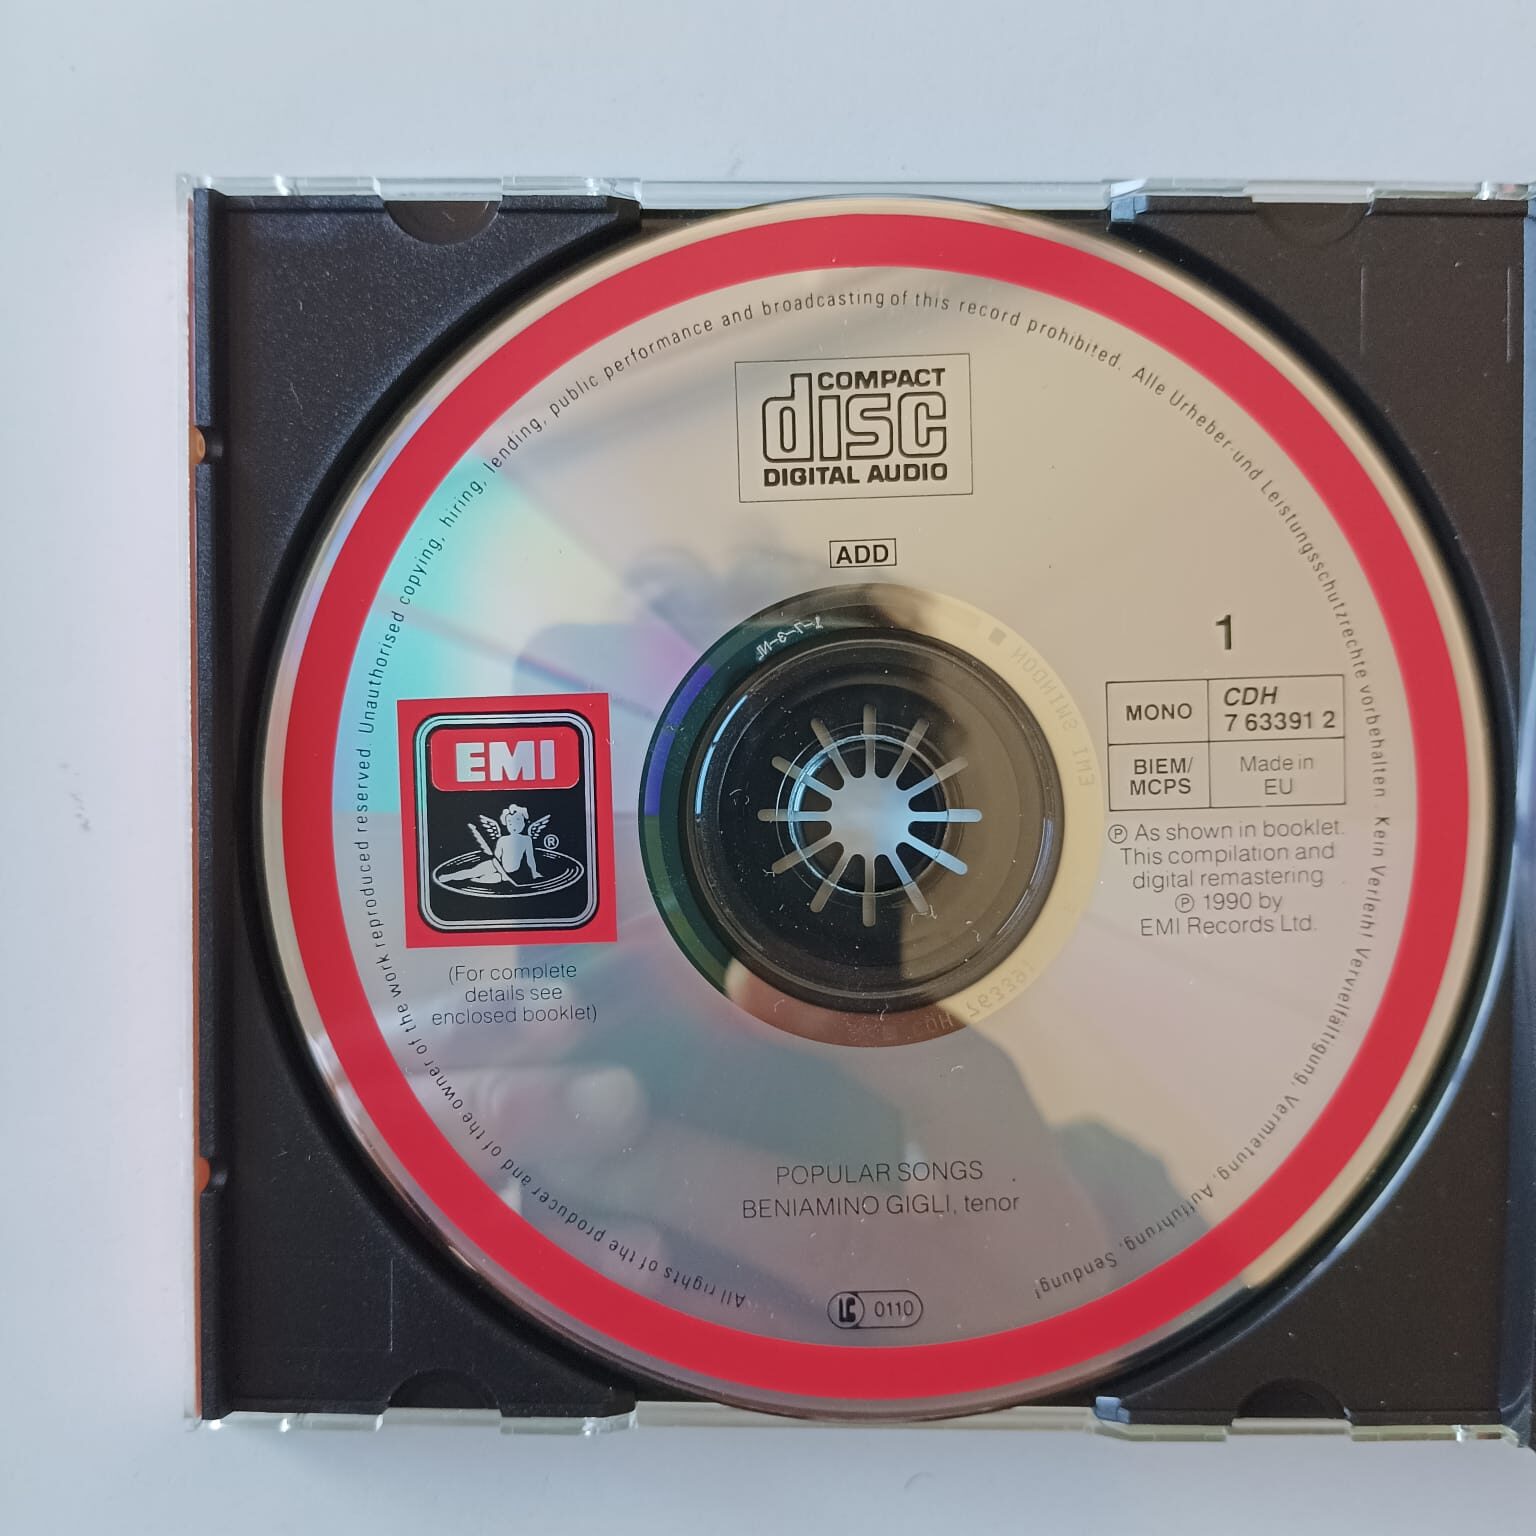 All rights of the producer and of the owner of the work reproduced reserved. Unauthorised copying, hiring, lending, public performance and broadcasting of this record prohibited. Alle Urheber-und Leistungsschutzrechte vorbehalten. Kein Verleih! Vervielfältigung, Vermietung, Aufführung, Sendung!
COMPACT
disc
DIGITAL AUDIO
ADD
1
MONO
CDH
7 63391 2
BIEM/
MCPS
Made in
EU
℗ As shown in booklet.
This compilation and
digital remastering
℗ 1990 by
EMI Records Ltd.
EMI
®
(For complete
details see
enclosed booklet)
EMI SWINDON
CDH 7633912
POPULAR SONGS
BENIAMINO GIGLI, tenor
LC 0110